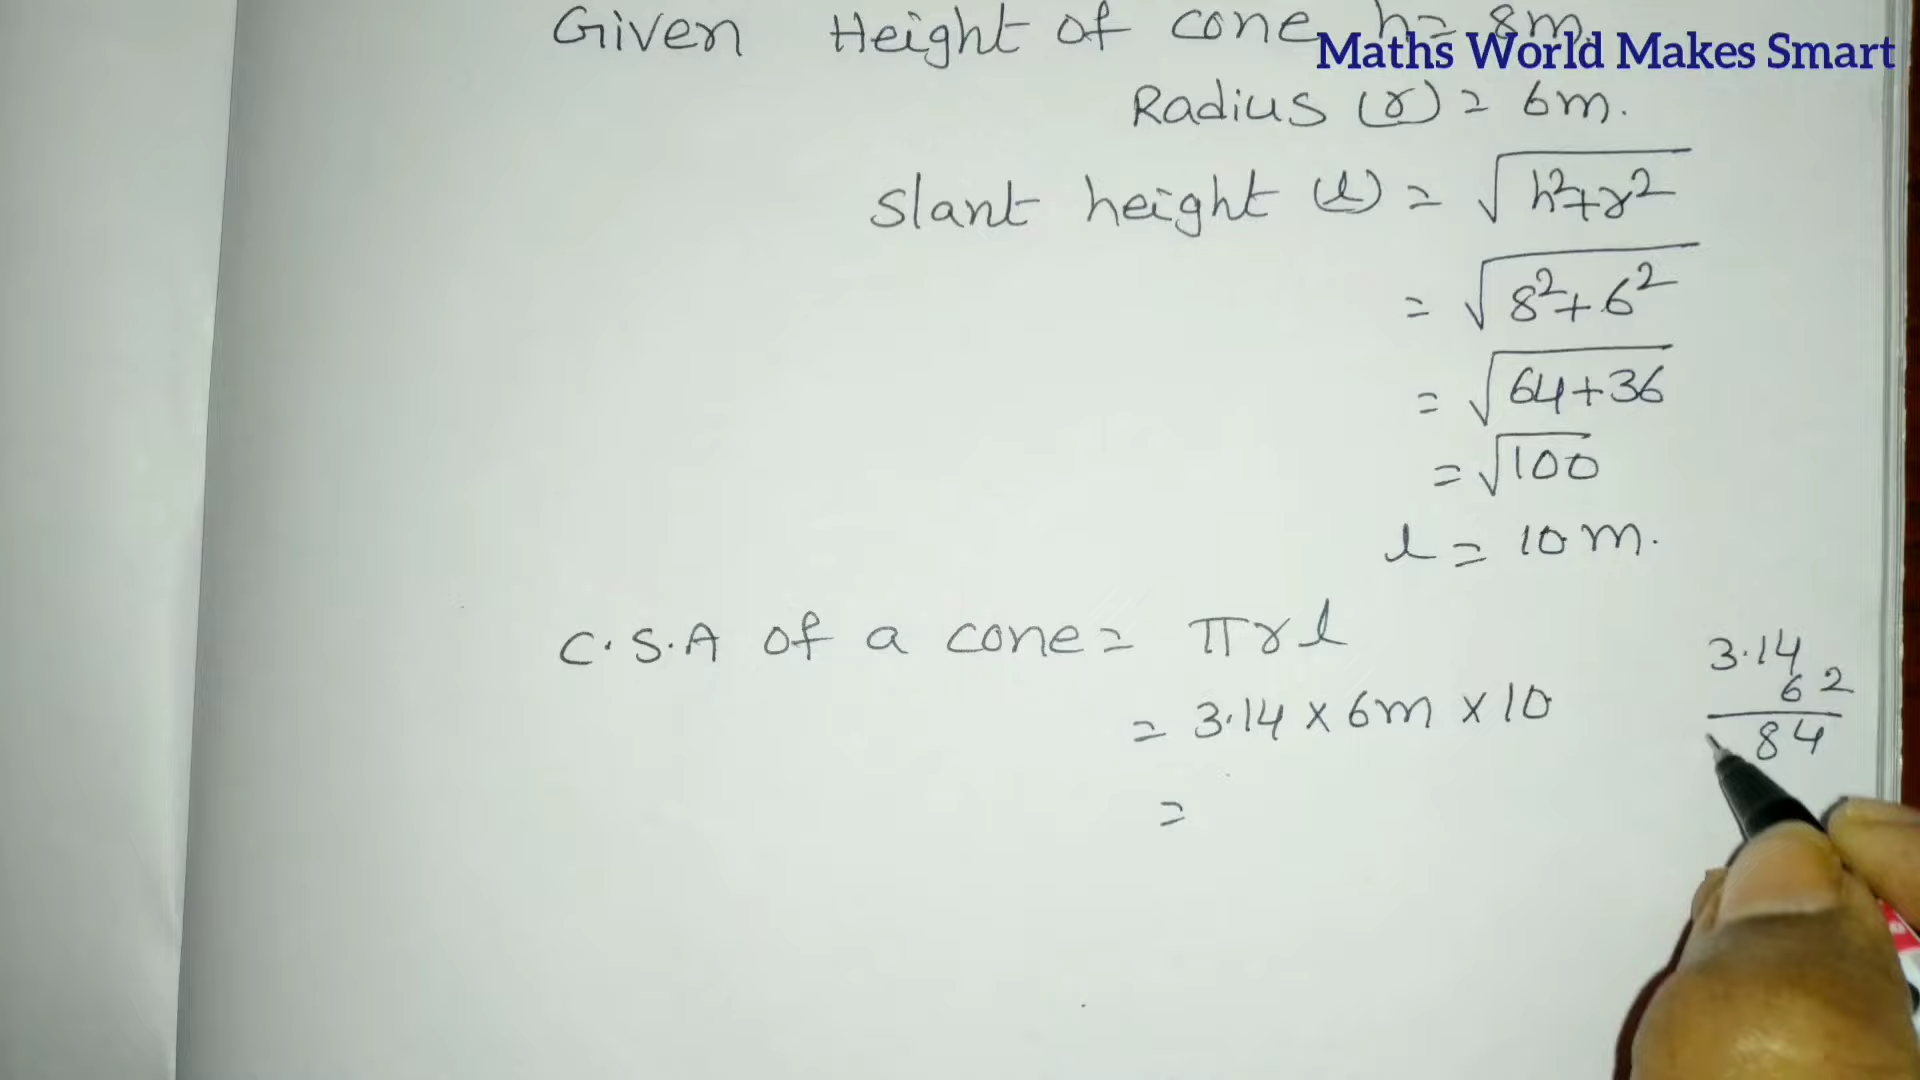 Given Height of cone h = 8m.
Maths World Makes Smart
Radius (r) = 6m.
Slant height (l) = √h²+r²
= √8²+6²
= √64+36
= √100
l = 10m.
C.S.A of a cone = πrl
= 3.14 × 6m × 10
=
3.14
6 2
84